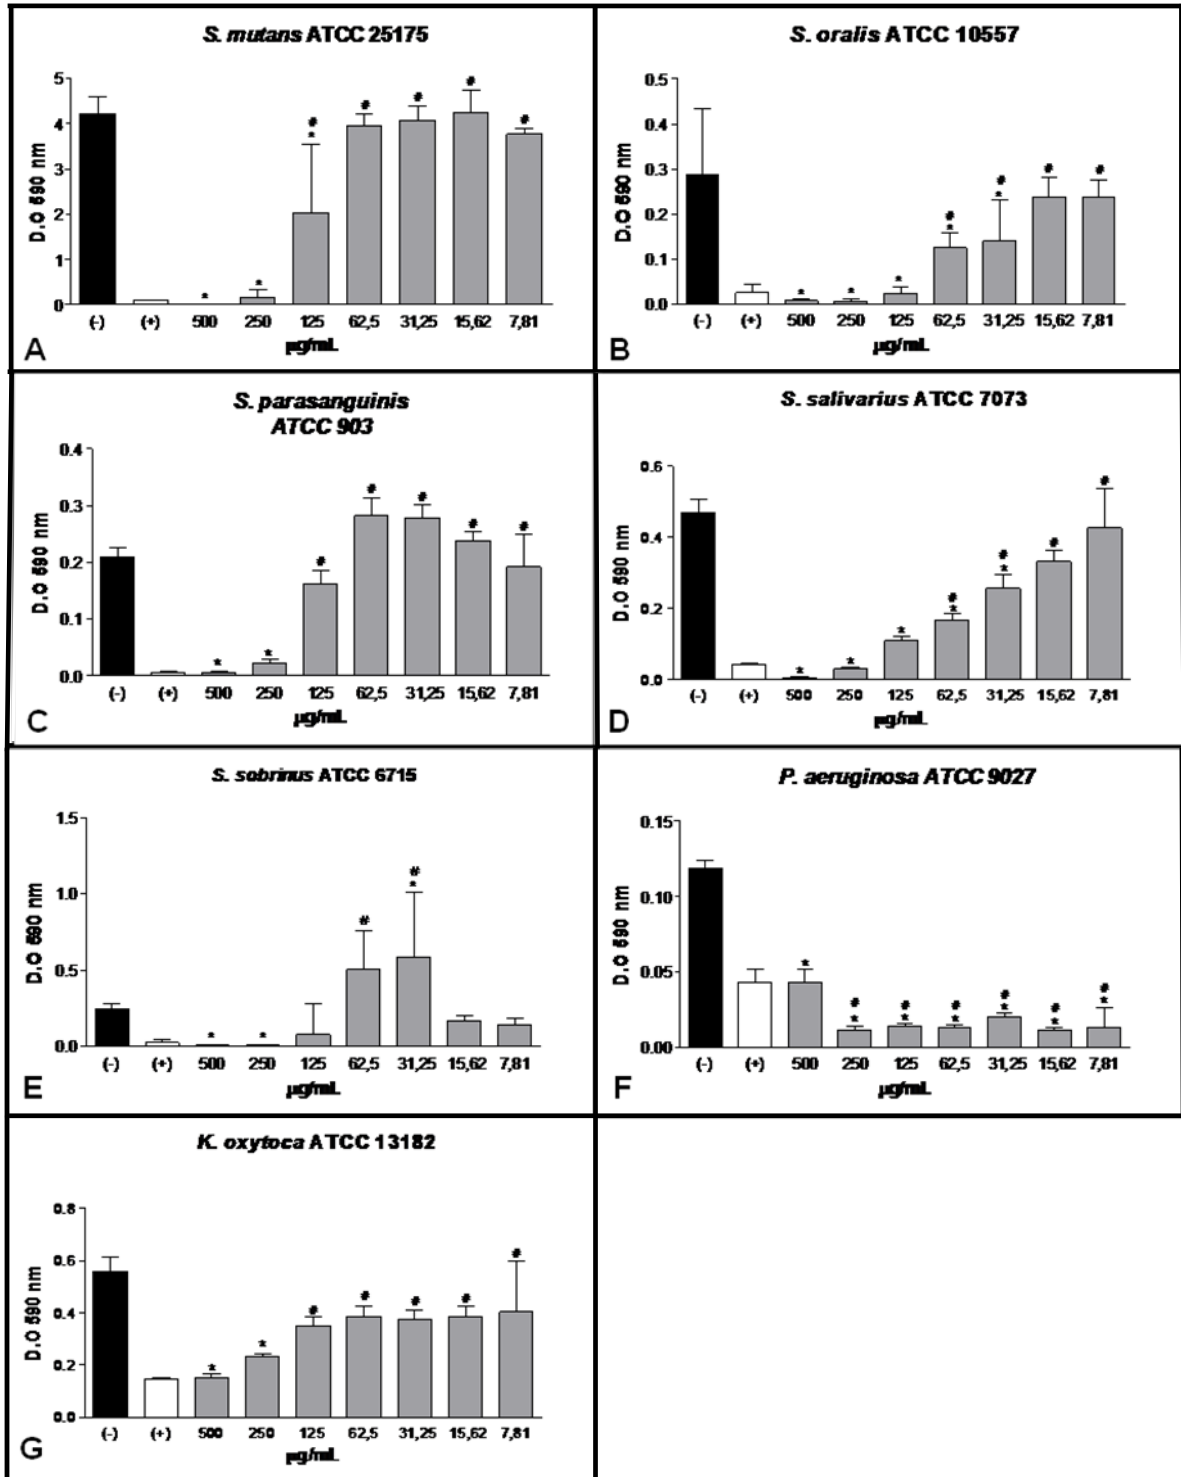 S. mutans ATCC 25175
5
4
3
2
1
0
D.O 590 nm
# * * # * # # # #
(-) (+) 500 250 125 62,5 31,25 15,62 7,81
µg/mL
A
S. oralis ATCC 10557
0.5
0.4
0.3
0.2
0.1
0.0
D.O 590 nm
* * * # * # * # #
(-) (+) 500 250 125 62,5 31,25 15,62 7,81
µg/mL
B
S. parasanguinis
ATCC 903
0.4
0.3
0.2
0.1
0.0
D.O 590 nm
* * # # # # #
(-) (+) 500 250 125 62,5 31,25 15,62 7,81
µg/mL
C
S. salivarius ATCC 7073
0.6
0.4
0.2
0.0
D.O 590 nm
* * * # * # * # #
(-) (+) 500 250 125 62,5 31,25 15,62 7,81
µg/mL
D
S. sobrinus ATCC 6715
1.5
1.0
0.5
0.0
D.O 590 nm
* * # # *
(-) (+) 500 250 125 62,5 31,25 15,62 7,81
µg/mL
E
P. aeruginosa ATCC 9027
0.15
0.10
0.05
0.00
D.O 590 nm
* # * # * # * # * # * # *
(-) (+) 500 250 125 62,5 31,25 15,62 7,81
µg/mL
F
K. oxytoca ATCC 13182
0.8
0.6
0.4
0.2
0.0
D.O 590 nm
* * # # # # #
(-) (+) 500 250 125 62,5 31,25 15,62 7,81
µg/mL
G